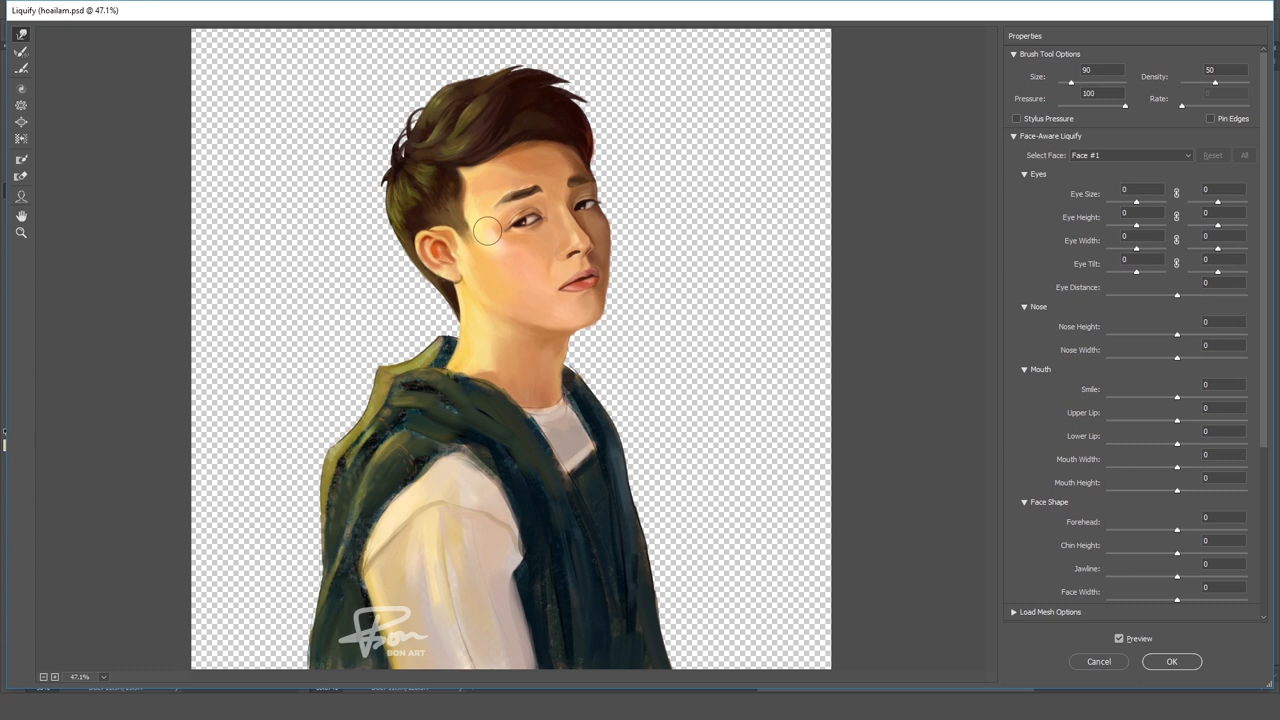 Liquify (hoailam.psd @ 47.1%)
Properties
Brush Tool Options
Size: 90 Density: 50
Pressure: 100 Rate: 0
Stylus Pressure Pin Edges
Face-Aware Liquify
Select Face: Face #1 Reset All
Eyes
Eye Size: 0 0
Eye Height: 0 0
Eye Width: 0 0
Eye Tilt: 0 0
Eye Distance: 0
Nose
Nose Height: 0
Nose Width: 0
Mouth
Smile: 0
Upper Lip: 0
Lower Lip: 0
Mouth Width: 0
Mouth Height: 0
Face Shape
Forehead: 0
Chin Height: 0
Jawline: 0
Face Width: 0
Load Mesh Options
Preview
Cancel OK
Bon
BON ART
47.1%